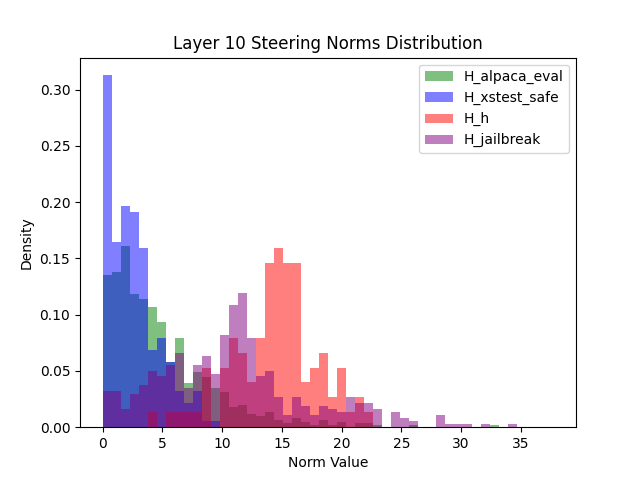 Layer 10 Steering Norms Distribution
H_alpaca_eval
H_xstest_safe
H_h
H_jailbreak
Density
0.30
0.25
0.20
0.15
0.10
0.05
0.00
0 5 10 15 20 25 30 35
Norm Value